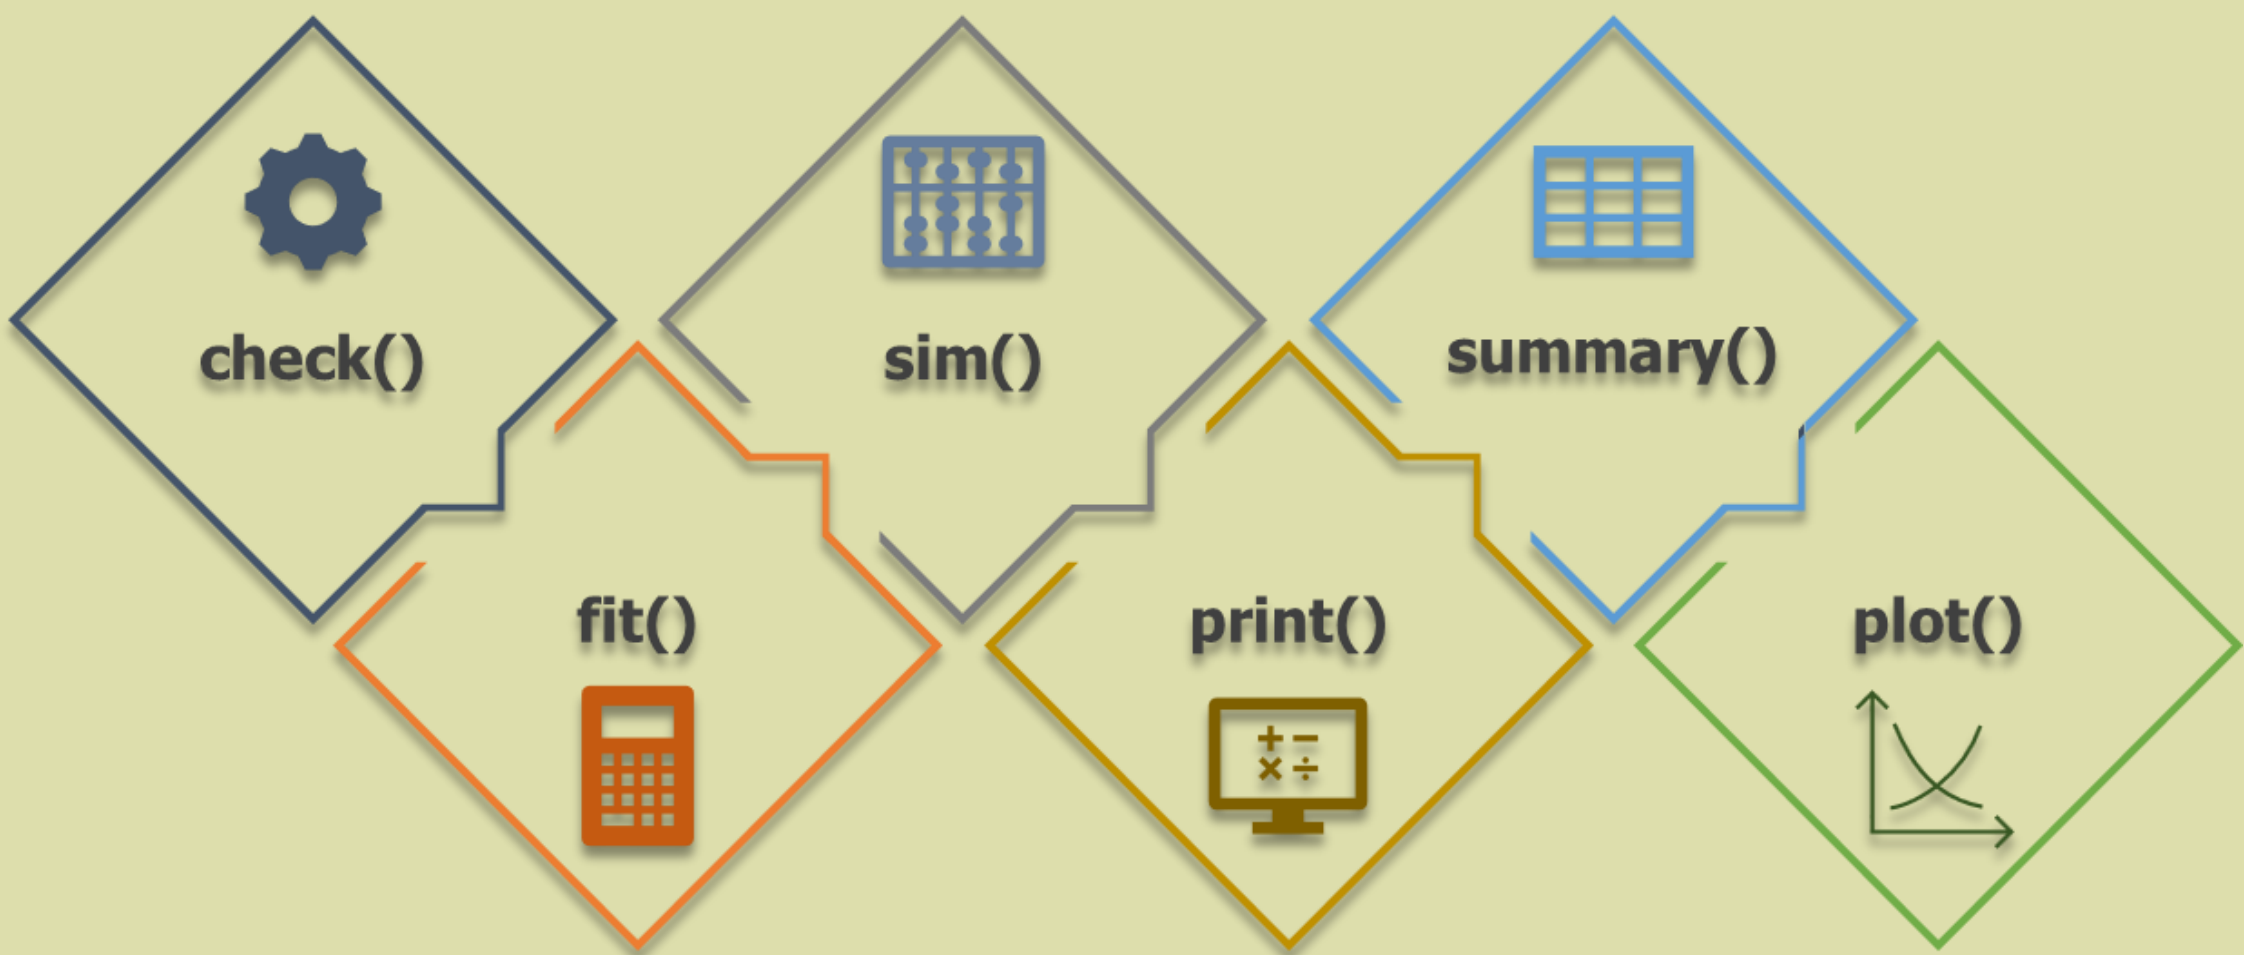 check()
fit()
sim()
print()
summary()
plot()